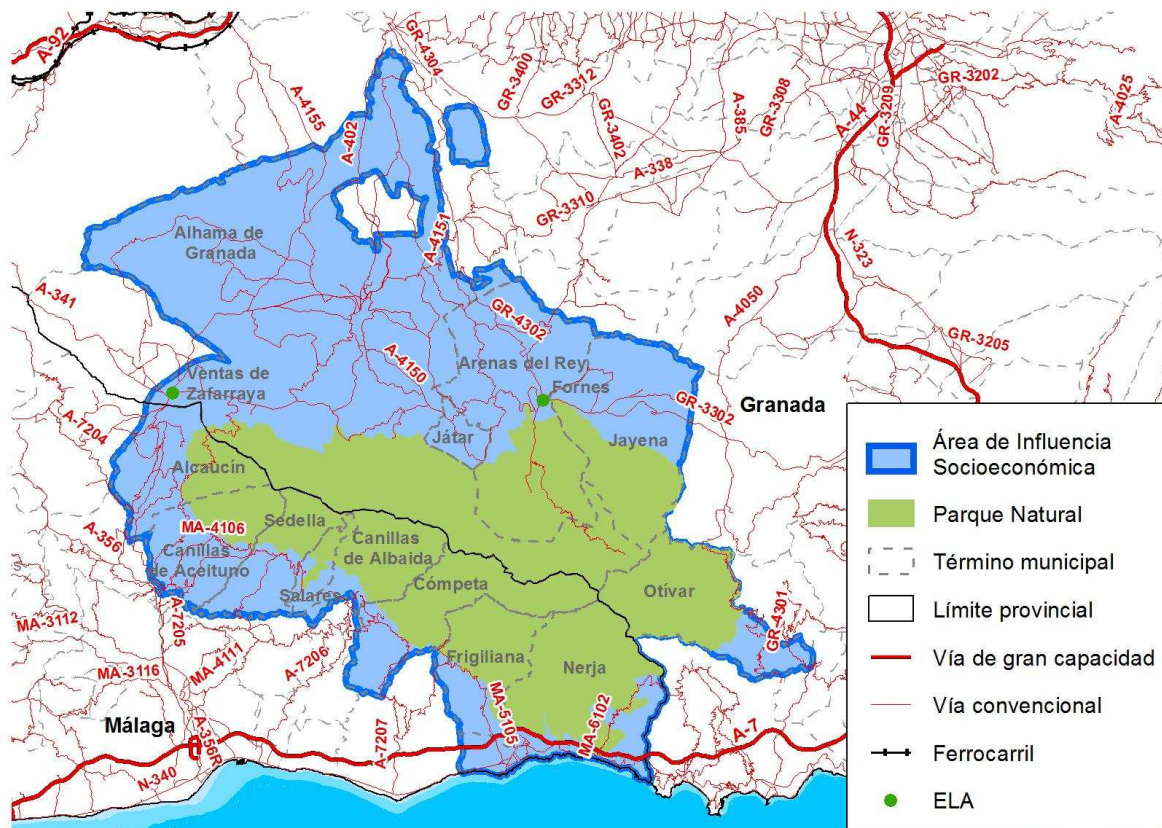 A-92
GR-4304
GR-3400
GR-3312
GR-3402
A-385
GR-3308
GR-3209
GR-3202
A-4025
A-44
A-4155
A-402
A-338
GR-3310
A-4151
Alhama de
Granada
N-323
A-341
A-4050
GR-4302
GR-3205
Ventas de
Zafarraya
A-4150
Arenas del Rey
Fornes
GR-3302
Granada
A-7204
Játar
Jayena
Alcaucín
Sedella
MA-4106
A-356
Canillas
de Aceituno
Canillas
de Albaida
Salares
Cómpeta
Otívar
GR-4301
MA-3112
A-7205
MA-4111
A-7206
MA-3116
Frigiliana
Nerja
MA-5105
MA-6102
A-7
Málaga
A-356R
N-340
A-7207
Área de Influencia
Socioeconómica
Parque Natural
Término municipal
Límite provincial
Vía de gran capacidad
Vía convencional
Ferrocarril
ELA